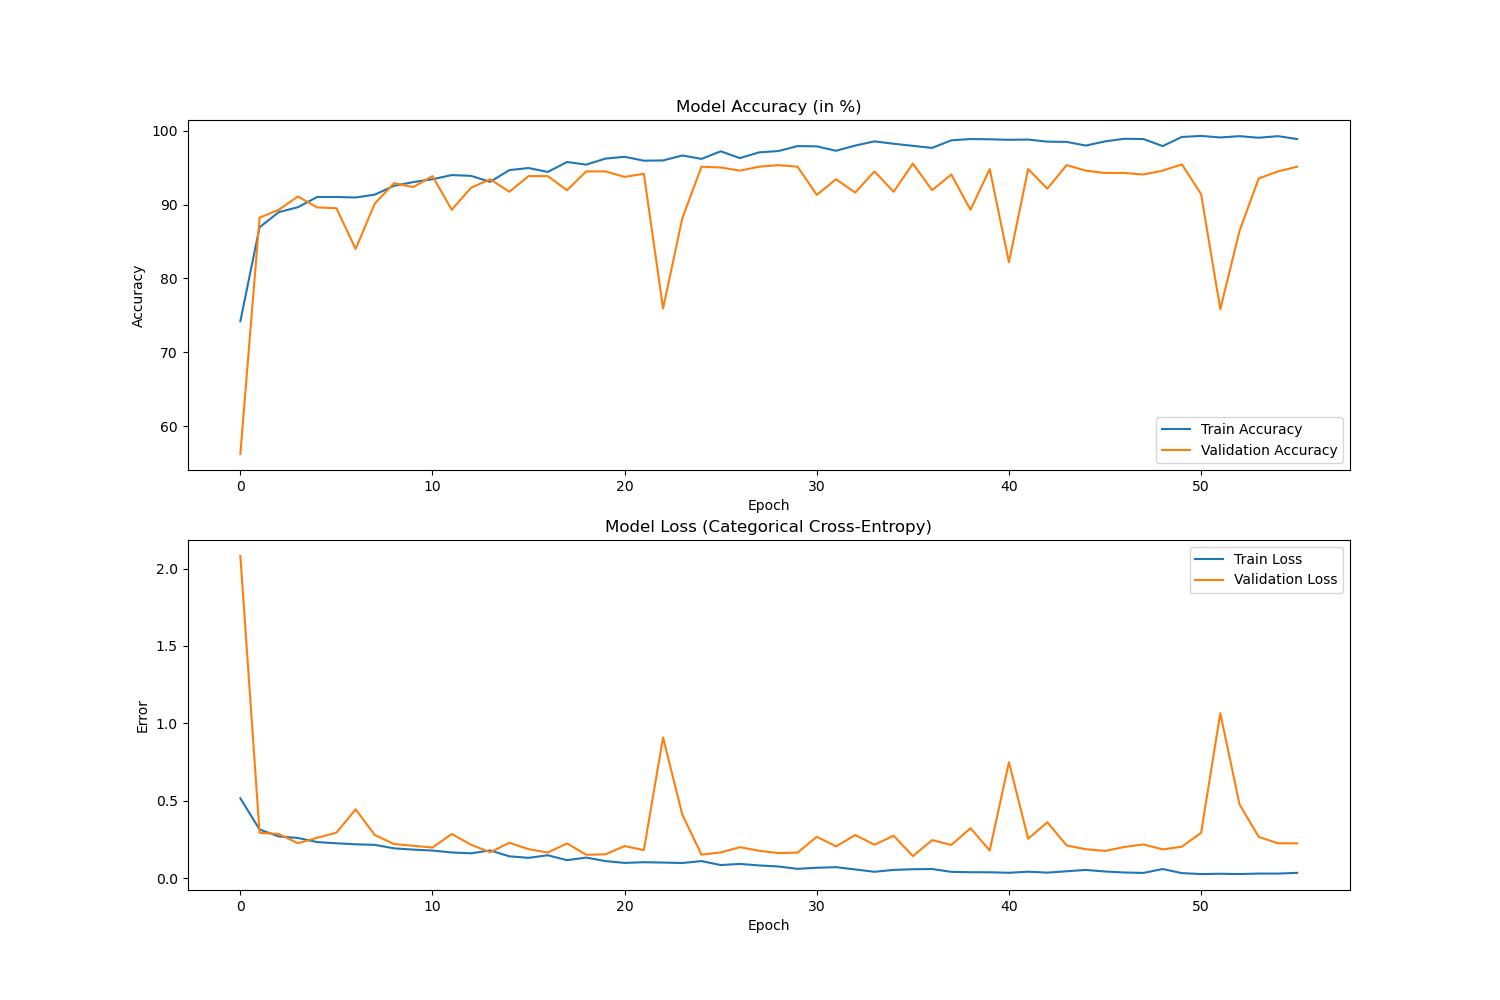 Model Accuracy (in %)
100
90
80
70
60
Accuracy
Train Accuracy
Validation Accuracy
0 10 20 30 40 50
Epoch
Model Loss (Categorical Cross-Entropy)
Train Loss
Validation Loss
2.0
1.5
1.0
0.5
0.0
Error
0 10 20 30 40 50
Epoch